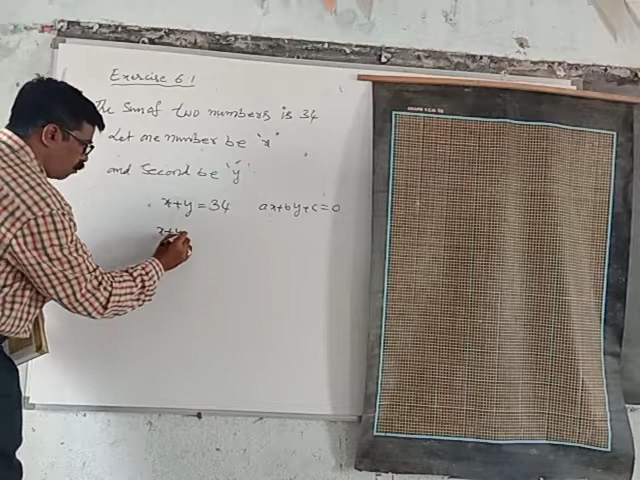 Exercise 6.1
The Sum of two numbers is 34
Let one number be 'x'
and Second be 'y'
x+y=34 ax+by+c=0
x+y